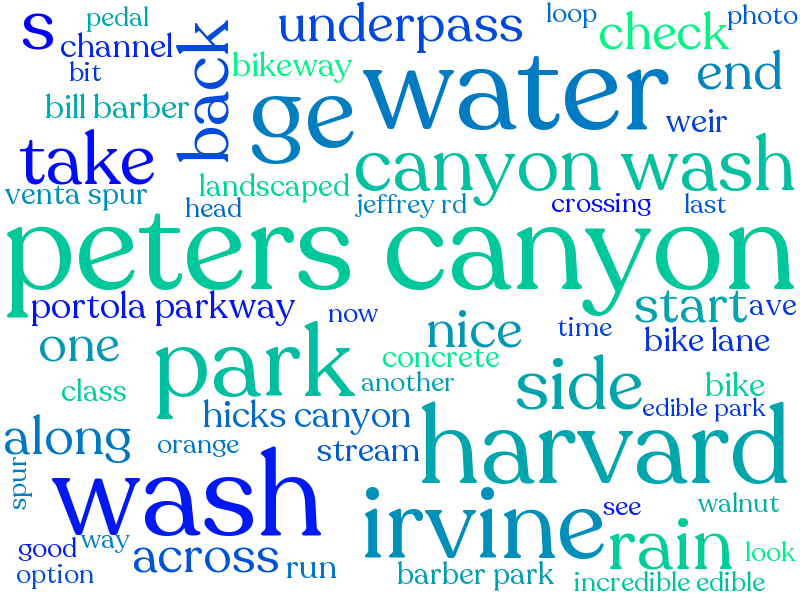 s
pedal
channel
bit
back
underpass
loop
check
photo
bikeway
end
bill barber
ge
water
weir
take
canyon wash
venta spur
landscaped
head
jeffrey rd
crossing
last
peters canyon
portola parkway
now
start
ave
one
nice
time
bike lane
park
concrete
another
side
bike
class
edible park
hicks canyon
along
orange
stream
harvard
spur
wash
irvine
see
walnut
good
way
across
run
rain
look
option
barber park
incredible edible